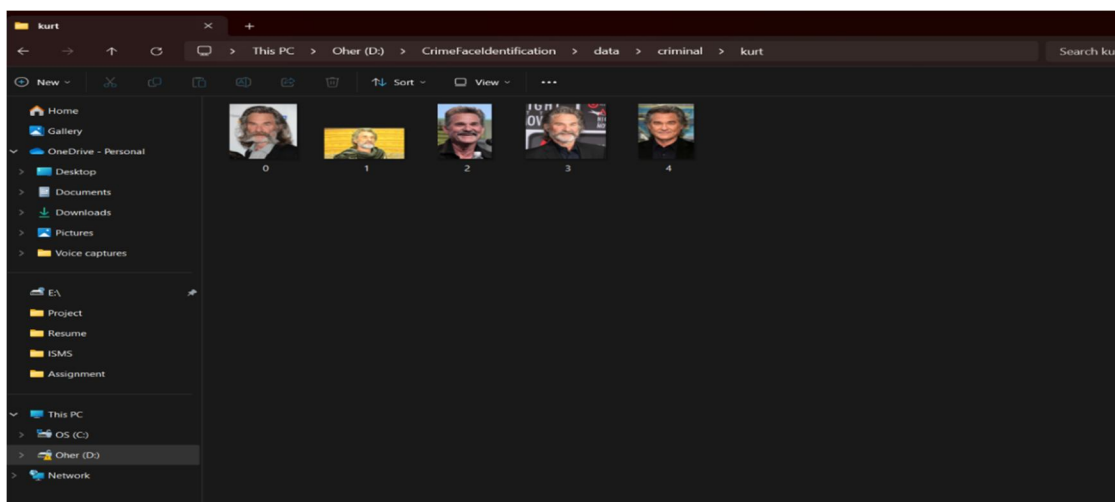 kurt
This PC > Oher (D:) > CrimeFaceIdentification > data > criminal > kurt
Search ku
New
Sort
View
Home
Gallery
OneDrive - Personal
Desktop
Documents
Downloads
Pictures
Voice captures
E:\
Project
Resume
ISMS
Assignment
This PC
OS (C:)
Oher (D:)
Network
0
1
2
3
4